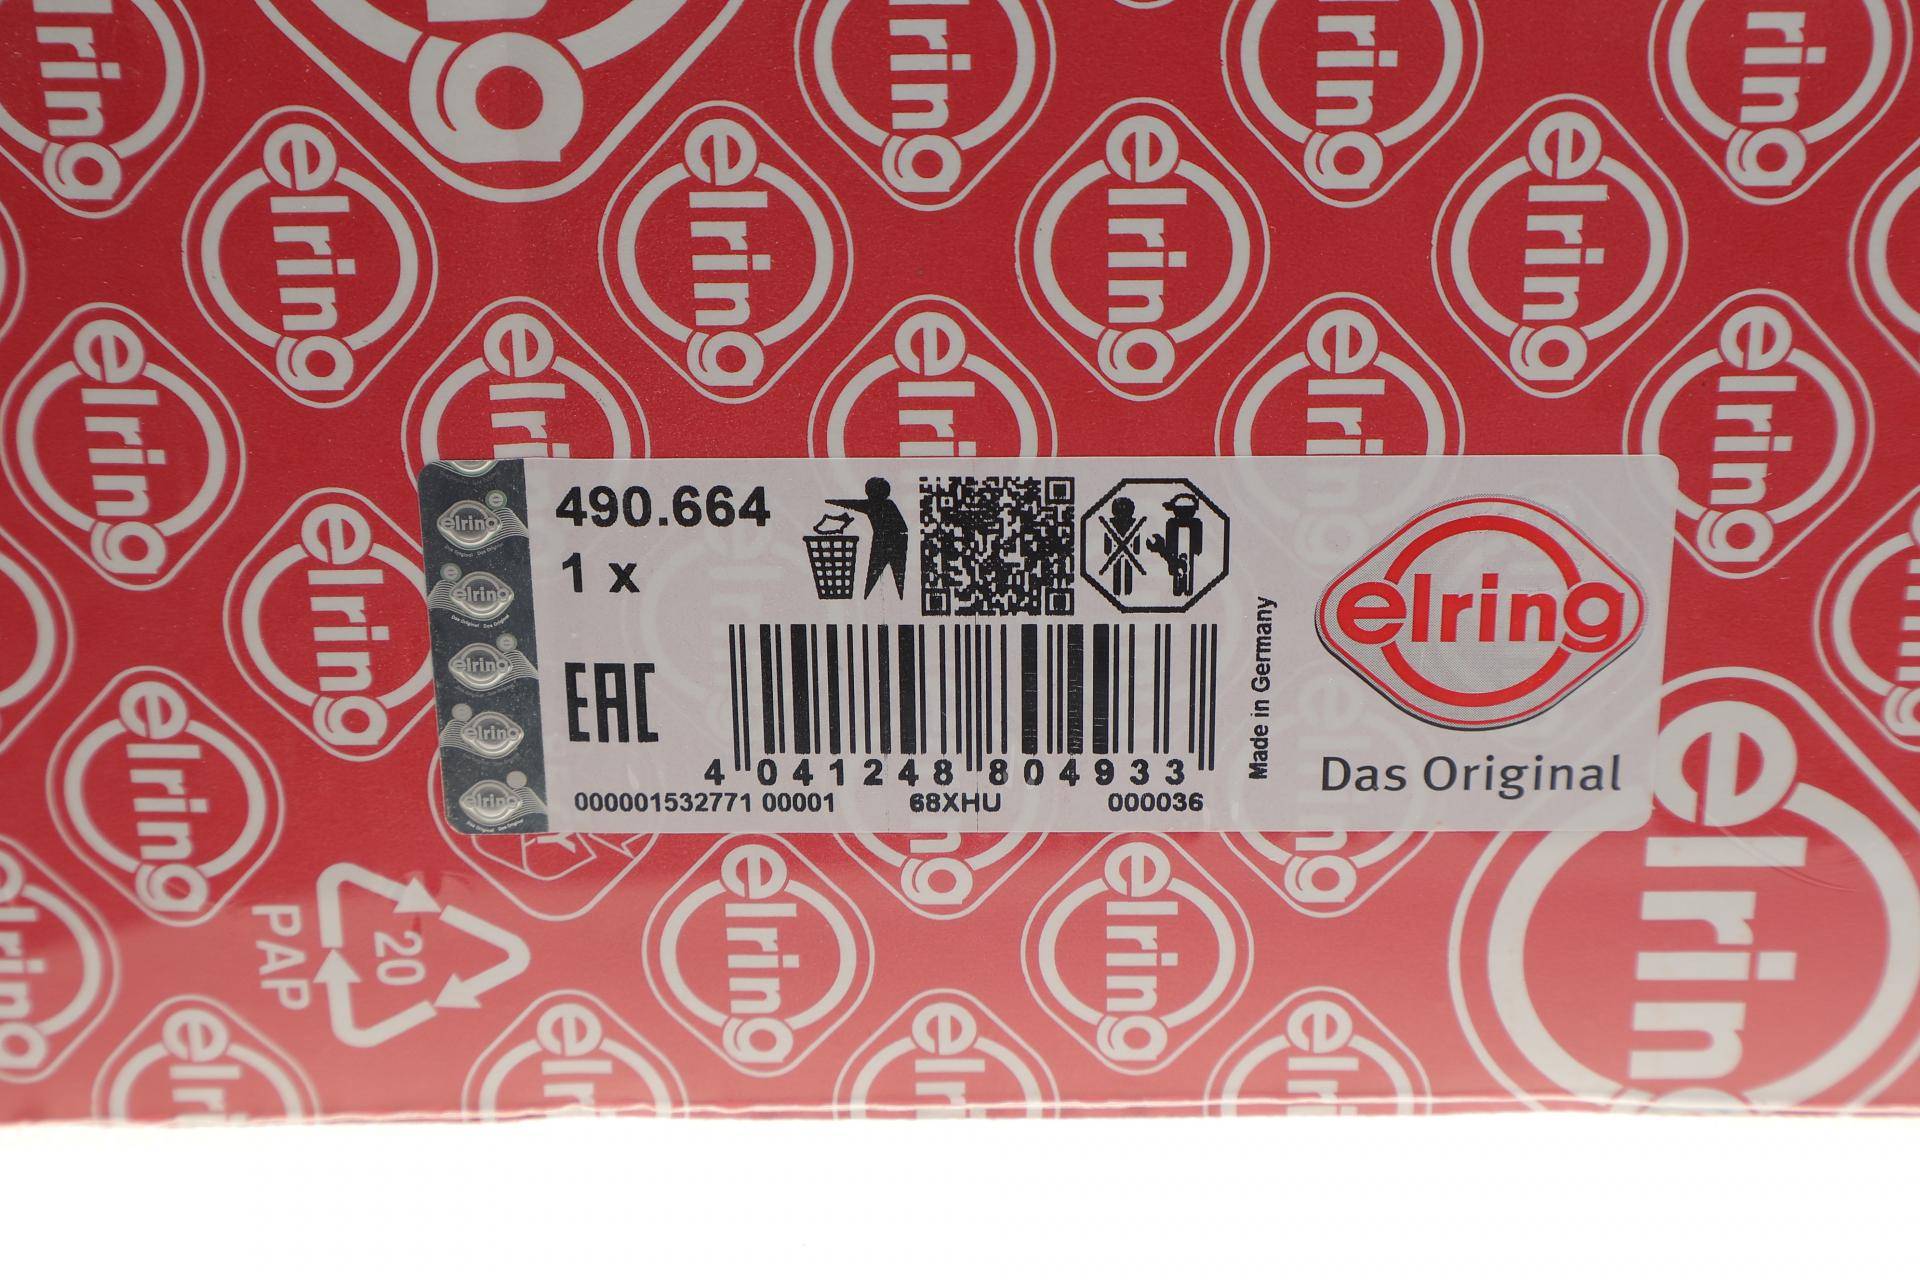 490.664
1 x
EAC
4 041248 804933
000001532771 00001 68XHU 000036
Made in Germany
elring
Das Original
20
PAP